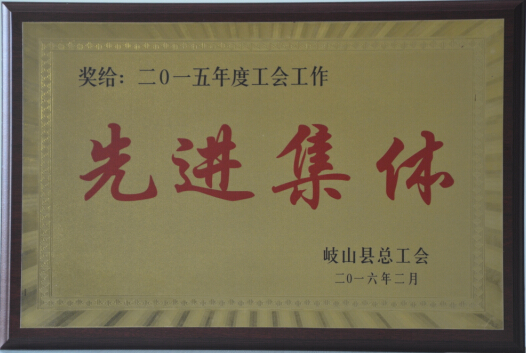 奖给：二0一五年度工会工作
先进集体
岐山县总工会
二0一六年二月